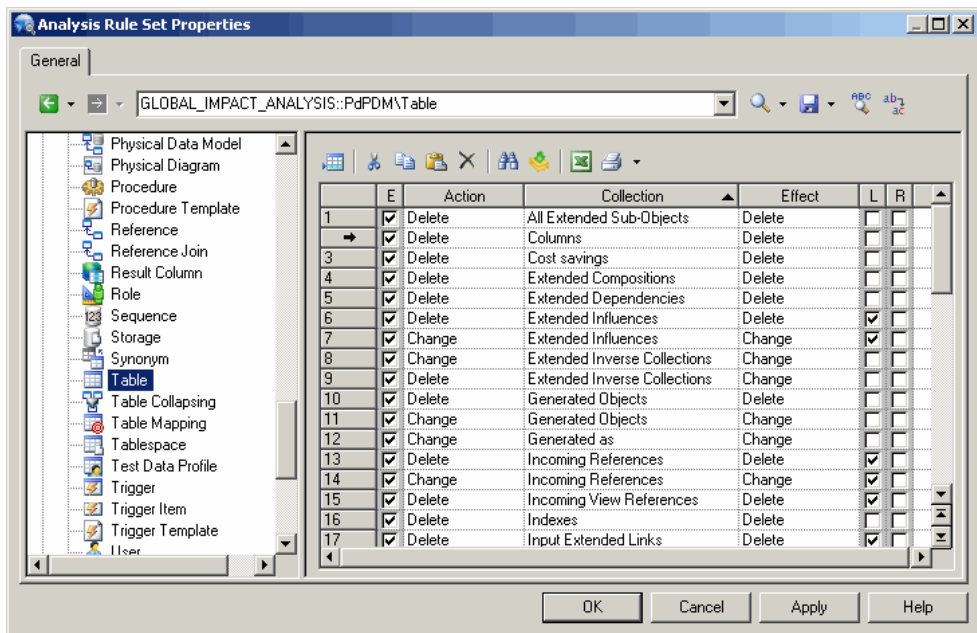 Analysis Rule Set Properties
General
GLOBAL_IMPACT_ANALYSIS::PdPDM\Table
ABC
ab
ac
Physical Data Model
Physical Diagram
Procedure
Procedure Template
Reference
Reference Join
Result Column
Role
123 Sequence
Storage
Synonym
Table
Table Collapsing
Table Mapping
Tablespace
Test Data Profile
Trigger
Trigger Item
Trigger Template
User
E Action Collection Effect L R
1 Delete All Extended Sub-Objects Delete
Delete Columns Delete
3 Delete Cost savings Delete
4 Delete Extended Compositions Delete
5 Delete Extended Dependencies Delete
6 Delete Extended Influences Delete
7 Change Extended Influences Change
8 Change Extended Inverse Collections Change
9 Delete Extended Inverse Collections Change
10 Delete Generated Objects Delete
11 Change Generated Objects Change
12 Change Generated as Change
13 Delete Incoming References Delete
14 Change Incoming References Change
15 Delete Incoming View References Delete
16 Delete Indexes Delete
17 Delete Input Extended Links Delete
OK Cancel Apply Help